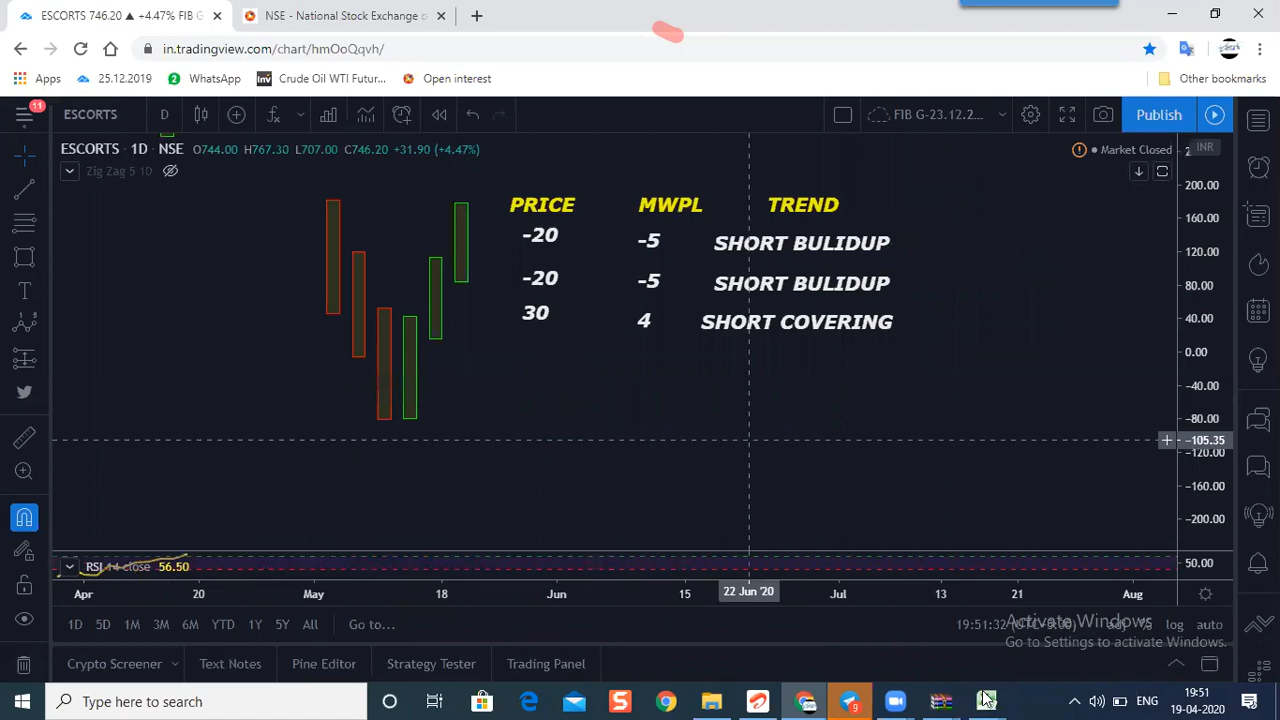 ESCORTS 746.20 ▲ +4.47% FIB G
NSE - National Stock Exchange o
in.tradingview.com/chart/hmOoQqvh/
Apps
25.12.2019
2 WhatsApp
Inv Crude Oil WTI Futur...
Open interest
Other bookmarks
11
ESCORTS
D
FIB G-23.12.2...
Publish
ESCORTS · 1D · NSE O744.00 H767.30 L707.00 C746.20 +31.90 (+4.47%)
Market Closed
INR
Zig Zag 5 10
PRICE MWPL TREND
-20 -5 SHORT BULIDUP
-20 -5 SHORT BULIDUP
30 4 SHORT COVERING
200.00
160.00
120.00
80.00
40.00
0.00
-40.00
-80.00
-105.35
-120.00
-160.00
-200.00
RSI 14 close 56.50
50.00
Apr 20 May 18 Jun 15 22 Jun '20 Jul 13 21 Aug
1D 5D 1M 3M 6M YTD 1Y 5Y All Go to...
19:51:32
% log auto
Activate Windows
Go to Settings to activate Windows.
Crypto Screener Text Notes Pine Editor Strategy Tester Trading Panel
Type here to search
S
9
ENG
19:51
19-04-2020